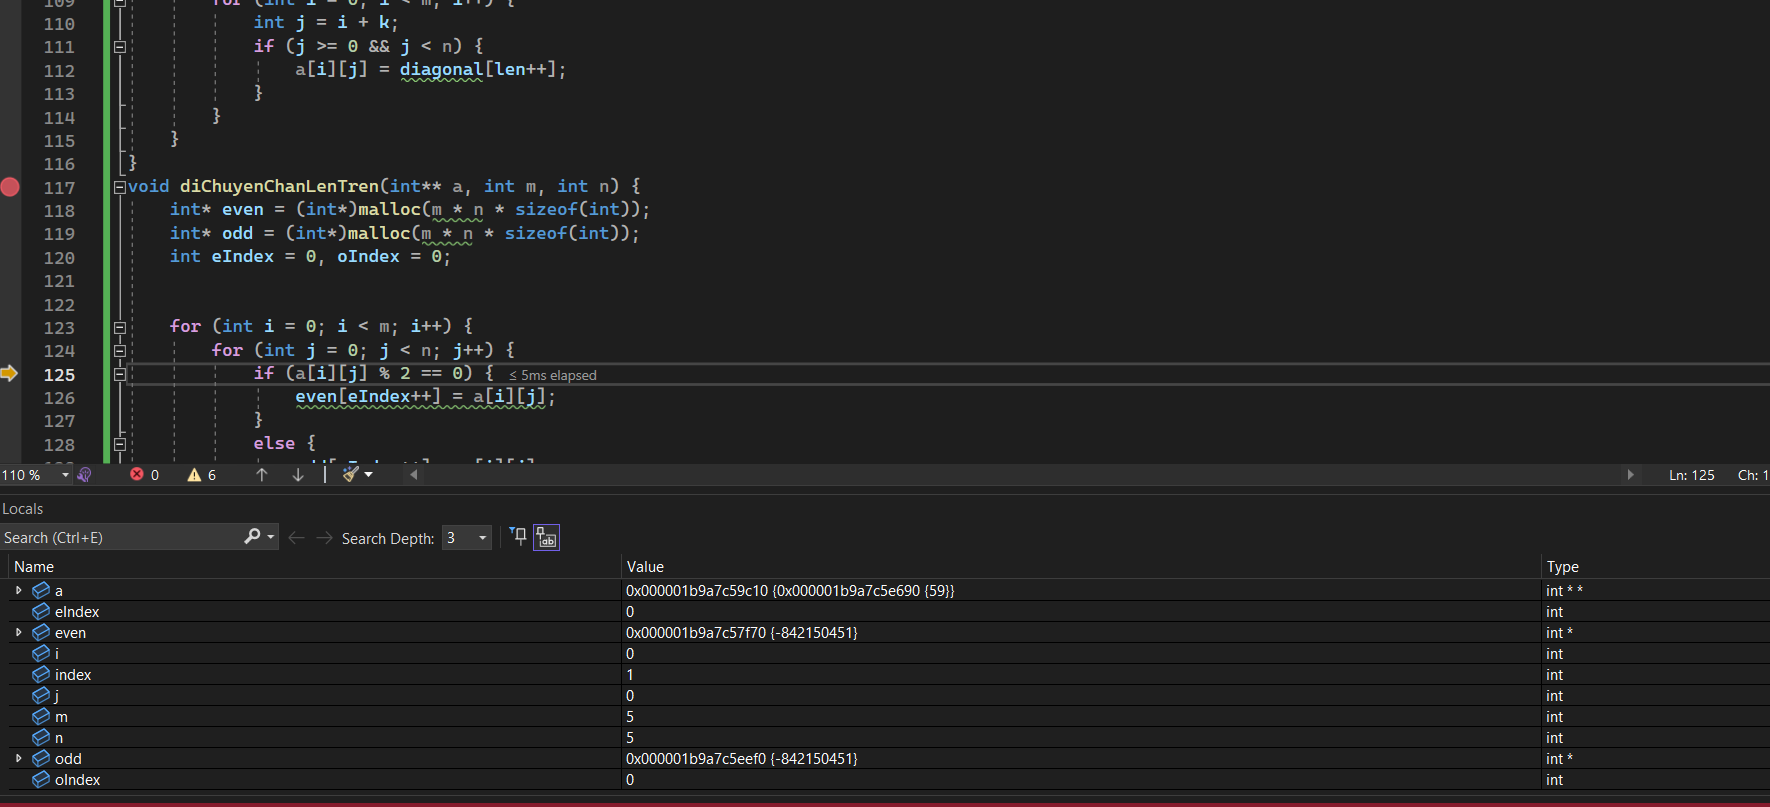 109 for (int i = 0; i < m; i++) {
110 int j = i + k;
111 if (j >= 0 && j < n) {
112 a[i][j] = diagonal[len++];
113 }
114 }
115 }
116 }
117 void diChuyenChanLenTren(int** a, int m, int n) {
118 int* even = (int*)malloc(m * n * sizeof(int));
119 int* odd = (int*)malloc(m * n * sizeof(int));
120 int eIndex = 0, oIndex = 0;
121
122
123 for (int i = 0; i < m; i++) {
124 for (int j = 0; j < n; j++) {
125 if (a[i][j] % 2 == 0) { ≤ 5ms elapsed
126 even[eIndex++] = a[i][j];
127 }
128 else {
110 % 0 6 Ln: 125 Ch: 1
Locals
Search (Ctrl+E) Search Depth: 3
Name Value Type
a 0x000001b9a7c59c10 {0x000001b9a7c5e690 {59}} int * *
eIndex 0 int
even 0x000001b9a7c57f70 {-842150451} int *
i 0 int
index 1 int
j 0 int
m 5 int
n 5 int
odd 0x000001b9a7c5eef0 {-842150451} int *
oIndex 0 int